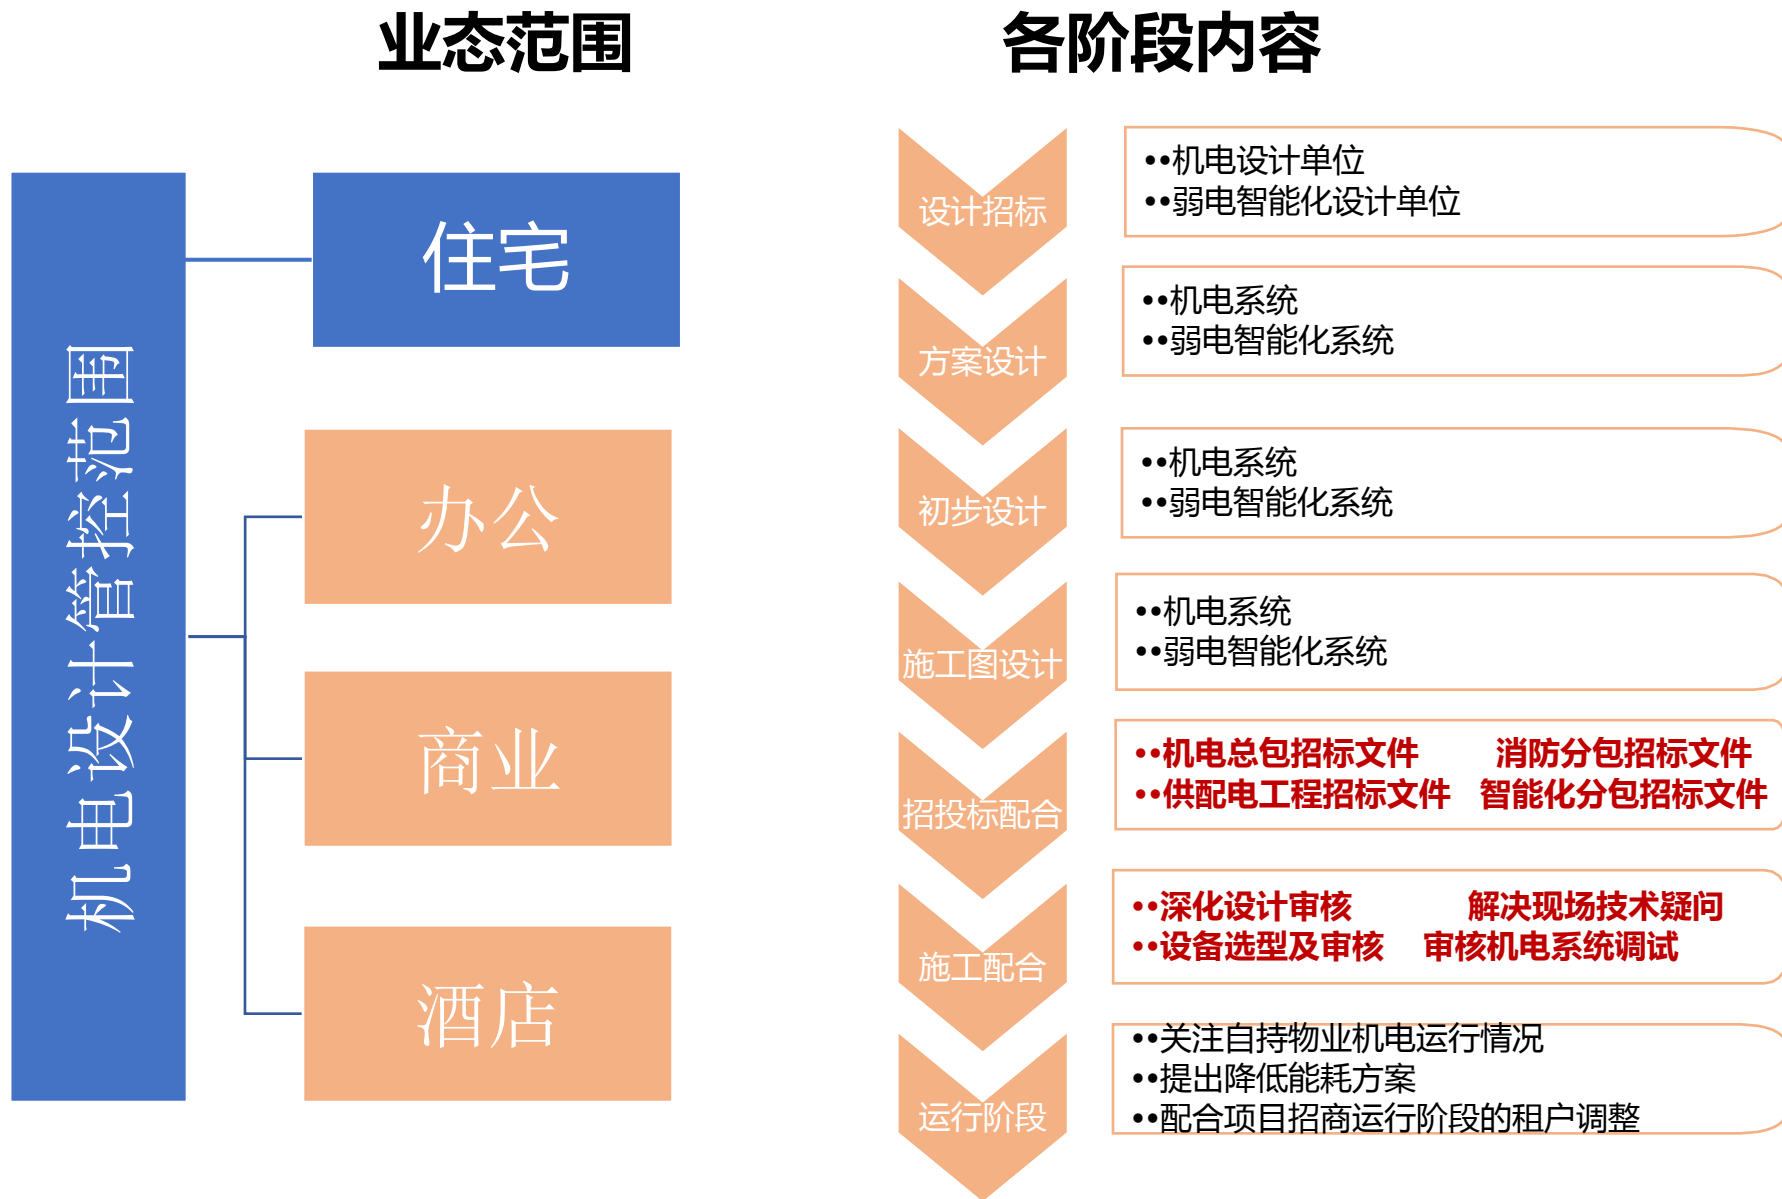 业态范围
各阶段内容
机电设计管控范围
住宅
办公
商业
酒店
设计招标
••机电设计单位
••弱电智能化设计单位
方案设计
••机电系统
••弱电智能化系统
初步设计
••机电系统
••弱电智能化系统
施工图设计
••机电系统
••弱电智能化系统
招投标配合
••机电总包招标文件 消防分包招标文件
••供配电工程招标文件 智能化分包招标文件
施工配合
••深化设计审核 解决现场技术疑问
••设备选型及审核 审核机电系统调试
运行阶段
••关注自持物业机电运行情况
••提出降低能耗方案
••配合项目招商运行阶段的租户调整